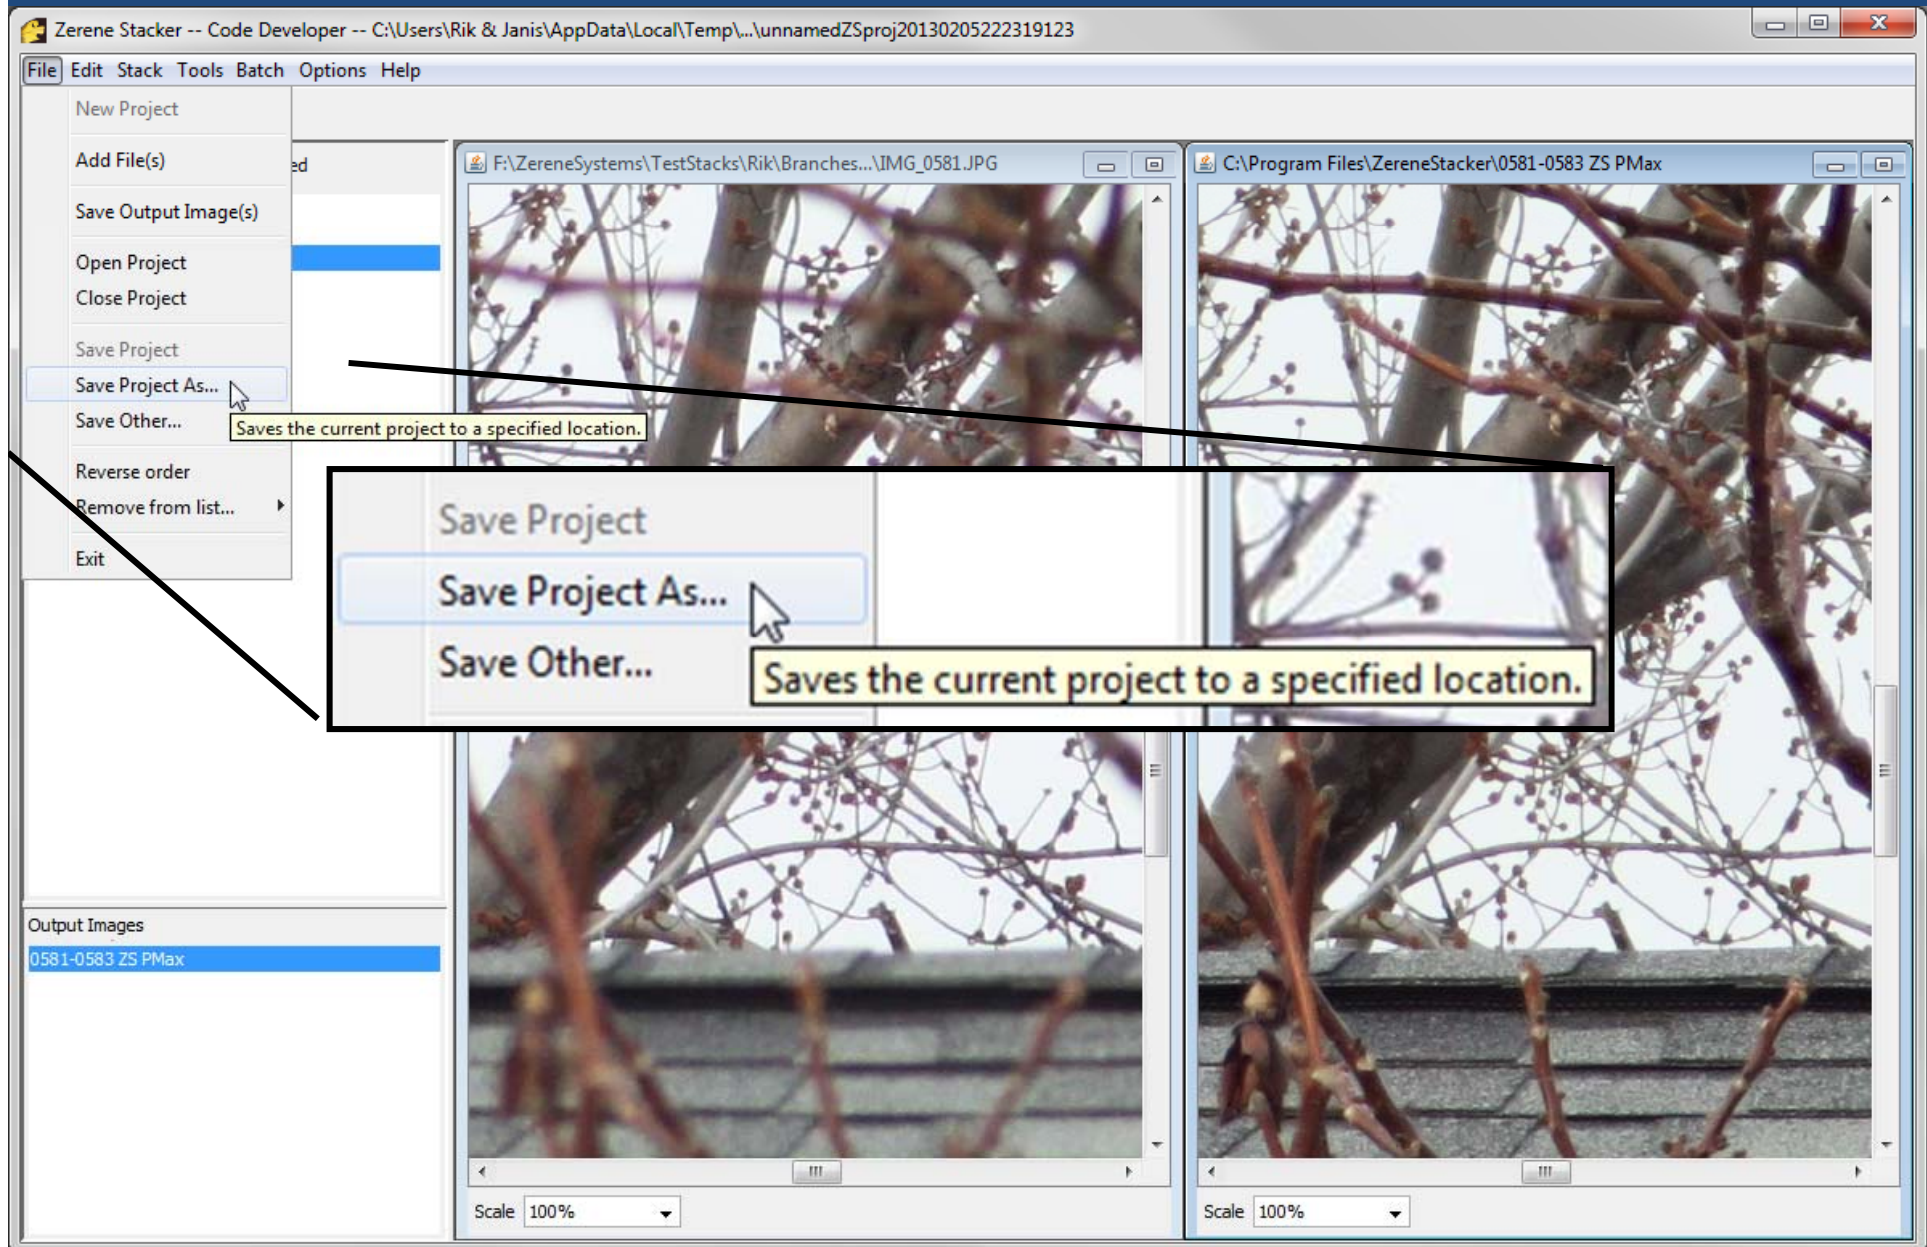 Zerene Stacker -- Code Developer -- C:\Users\Rik & Janis\AppData\Local\Temp\...\unnamedZSproj20130205222319123
File Edit Stack Tools Batch Options Help
New Project
Add File(s)
ed
Save Output Image(s)
Open Project
Close Project
Save Project
Save Project As...
Save Other...
Saves the current project to a specified location.
Reverse order
Remove from list...
Exit
F:\ZereneSystems\TestStacks\Rik\Branches...\IMG_0581.JPG
C:\Program Files\ZereneStacker\0581-0583 ZS PMax
Save Project
Save Project As...
Save Other...
Saves the current project to a specified location.
Output Images
0581-0583 ZS PMax
Scale 100%
Scale 100%